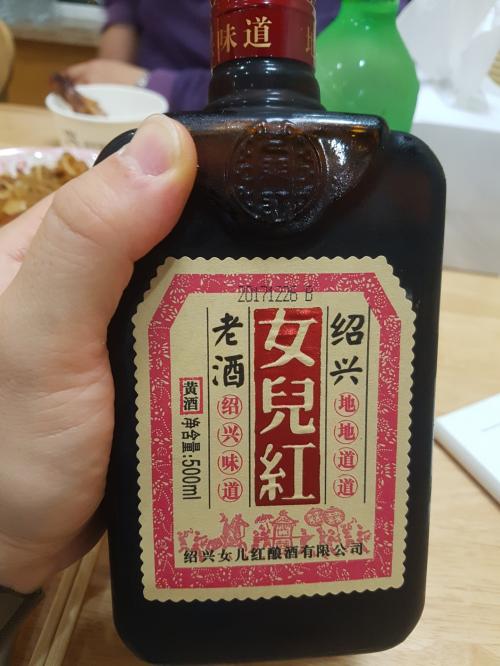 味道 地
20171226 B
绍兴
地地道道
女兒紅
老酒
绍兴味道
黄酒
净含量:500ml
绍兴女儿红酿酒有限公司